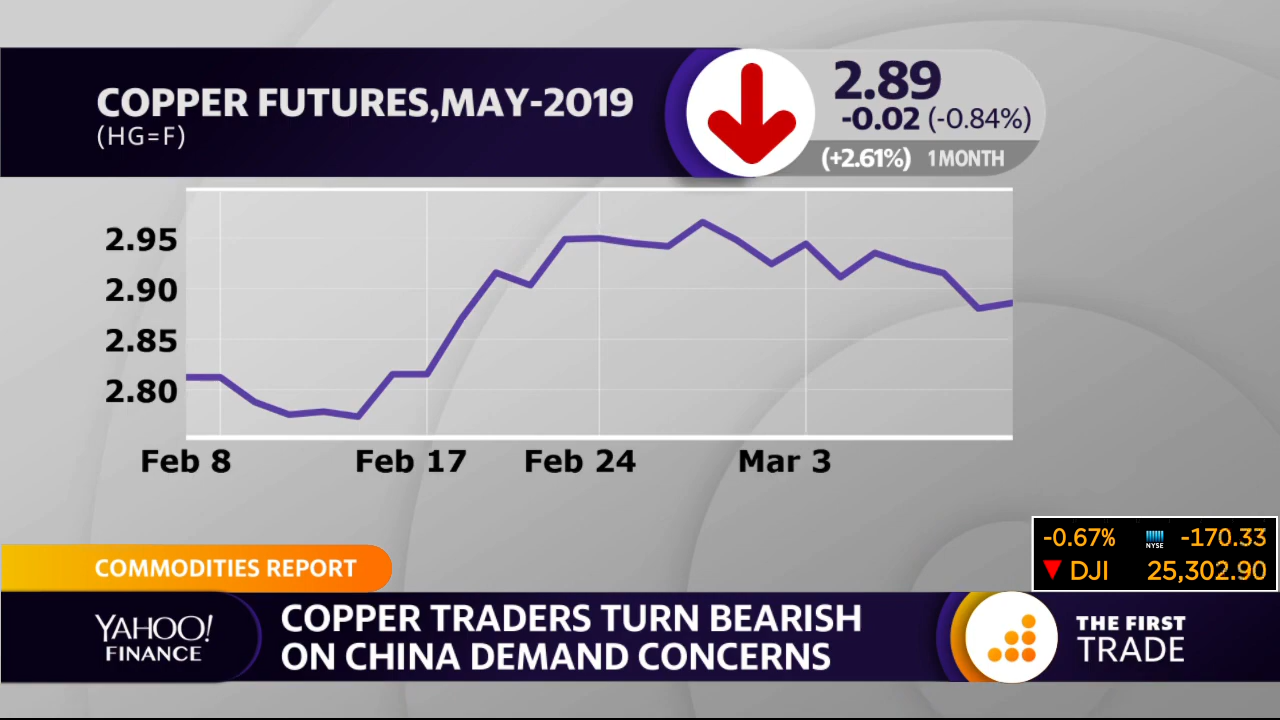 COPPER FUTURES,MAY-2019
(HG=F)
2.89
-0.02 (-0.84%)
(+2.61%) 1 MONTH
2.95
2.90
2.85
2.80
Feb 8 Feb 17 Feb 24 Mar 3
-0.67% NYSE -170.33
DJI 25,302.90
COMMODITIES REPORT
YAHOO!
FINANCE
COPPER TRADERS TURN BEARISH
ON CHINA DEMAND CONCERNS
THE FIRST
TRADE